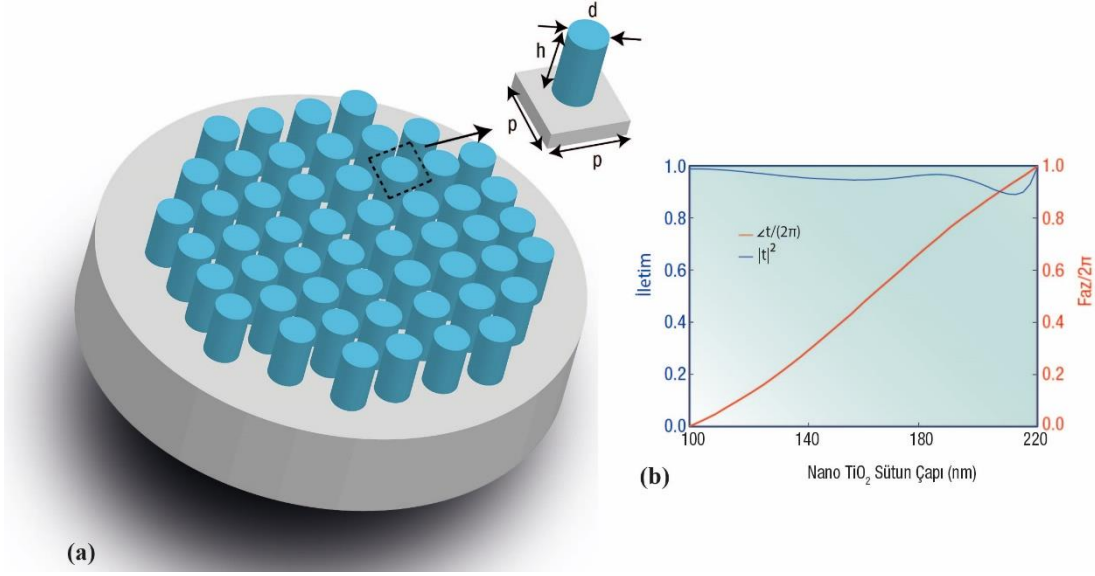 d
h
p
p
(a)
1.0
0.8
0.6
0.4
0.2
0.0
İletim
∠t/(2π)
|t|²
1.0
0.8
0.6
0.4
0.2
0.0
Faz/2π
100
140
180
220
Nano TiO₂ Sütun Çapı (nm)
(b)